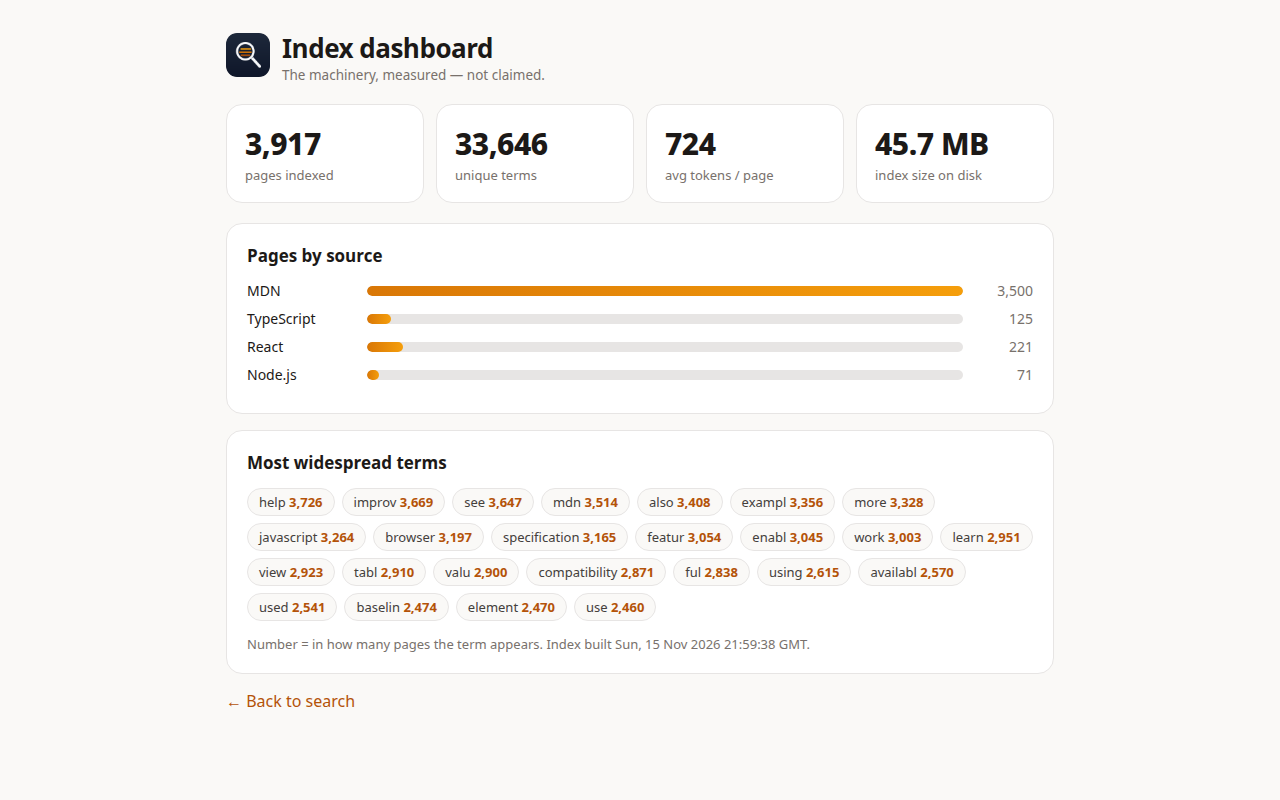 Index dashboard
The machinery, measured — not claimed.
3,917 33,646 724 45.7 MB
pages indexed unique terms avg tokens / page index size on disk
Pages by source
MDN 3,500
TypeScript 125
React 221
Node.js 71
Most widespread terms
help 3,726 improv 3,669 see 3,647 mdn 3,514 also 3,408 exampl 3,356 more 3,328
javascript 3,264 browser 3,197 specification 3,165 featur 3,054 enabl 3,045 work 3,003 learn 2,951
view 2,923 tabl 2,910 valu 2,900 compatibility 2,871 ful 2,838 using 2,615 availabl 2,570
used 2,541 baselin 2,474 element 2,470 use 2,460
Number = in how many pages the term appears. Index built Sun, 15 Nov 2026 21:59:38 GMT.
← Back to search